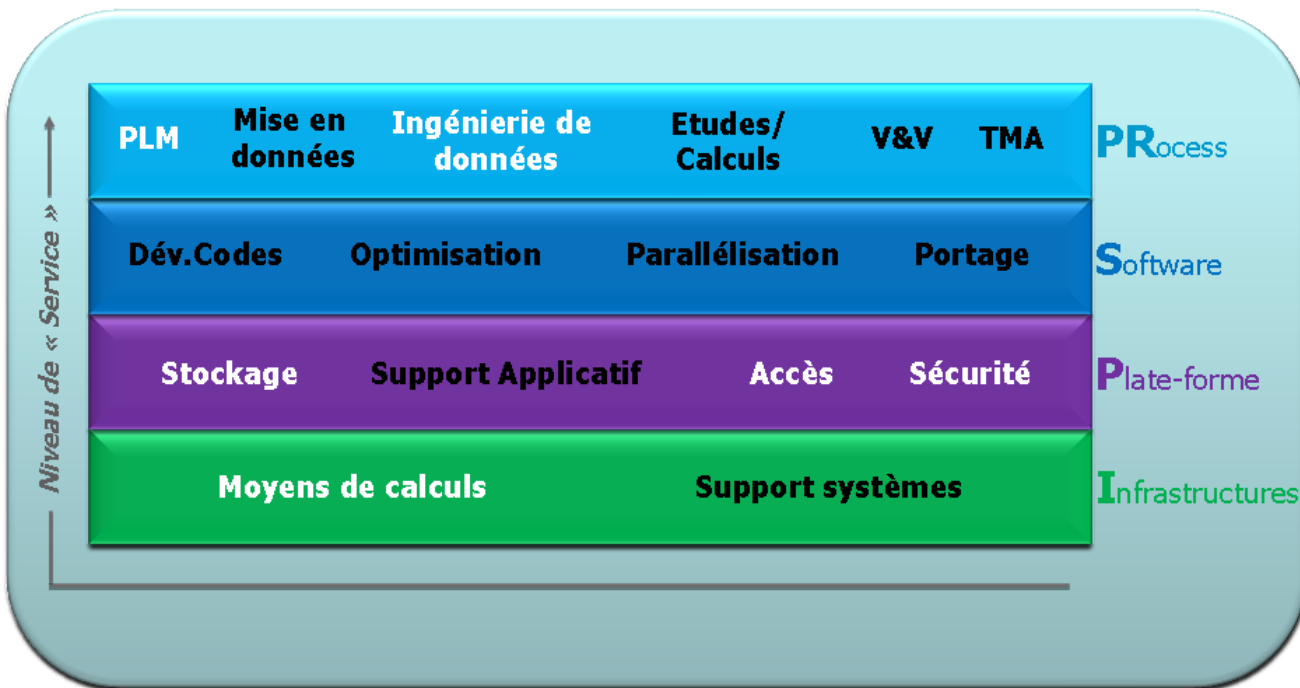 Niveau de « Service »
PLM
Mise en
données
Ingénierie de
données
Etudes/
Calculs
V&V
TMA
PRocess
Dév.Codes
Optimisation
Parallélisation
Portage
Software
Stockage
Support Applicatif
Accès
Sécurité
Plate-forme
Moyens de calculs
Support systèmes
Infrastructures